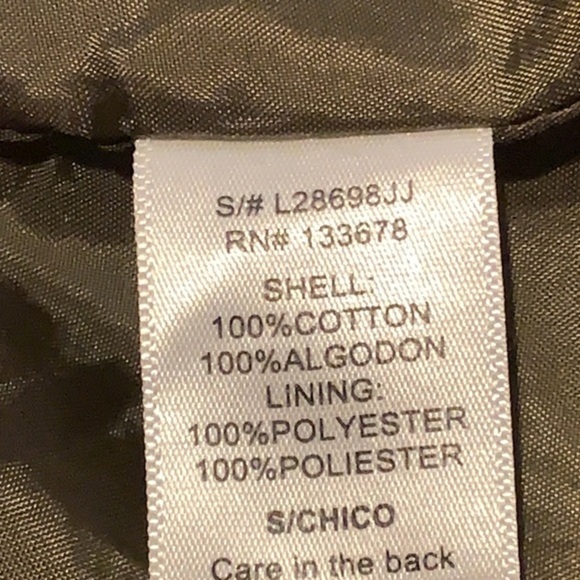 S/# L28698JJ
RN# 133678
SHELL:
100%COTTON
100%ALGODON
LINING:
100%POLYESTER
100%POLIESTER
S/CHICO
Care in the back